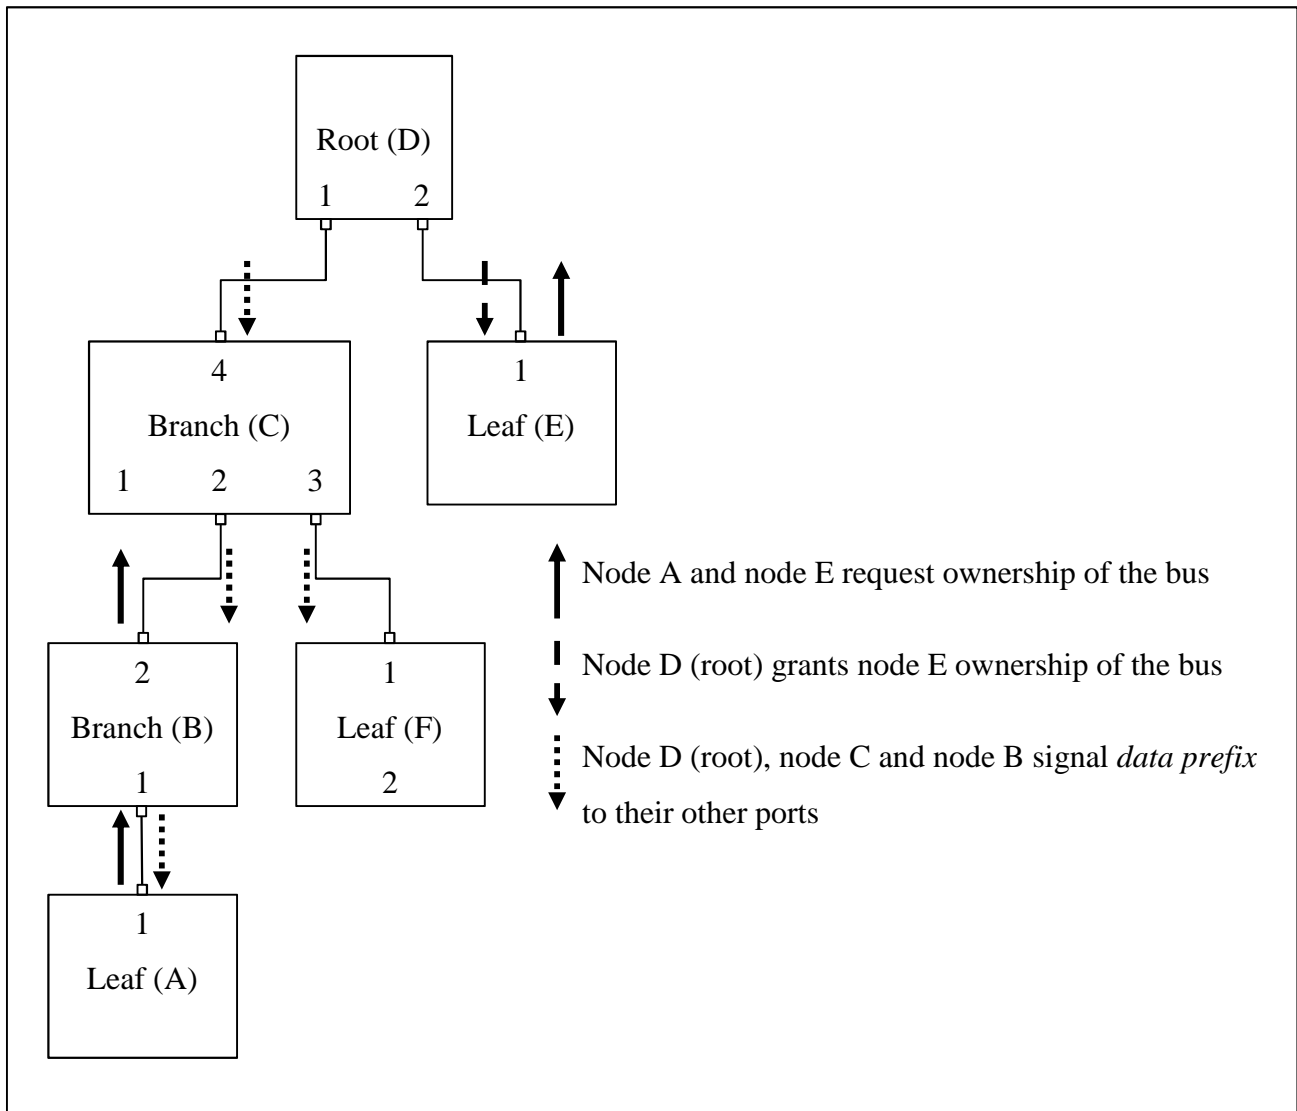 Root (D)
1 2
4
Branch (C)
1 2 3
1
Leaf (E)
2
Branch (B)
1
1
Leaf (F)
2
1
Leaf (A)
Node A and node E request ownership of the bus
Node D (root) grants node E ownership of the bus
Node D (root), node C and node B signal data prefix
to their other ports